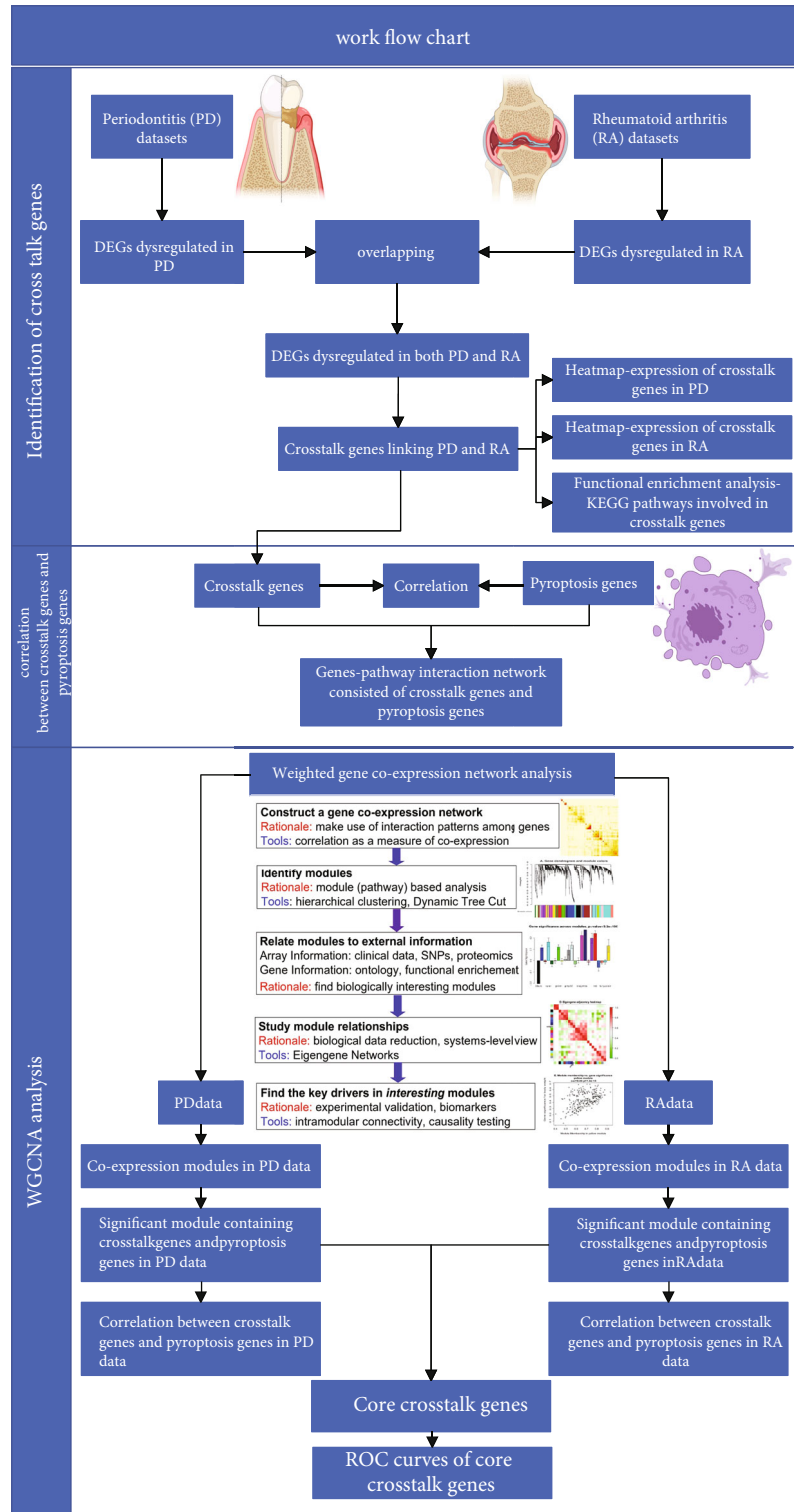 work flow chart
Identification of cross talk genes
Periodontitis (PD)
datasets
Rheumatoid arthritis
(RA) datasets
DEGs dysregulated in
PD
overlapping
DEGs dysregulated in RA
DEGs dysregulated in both PD and RA
Crosstalk genes linking PD and RA
Heatmap-expression of crosstalk
genes in PD
Heatmap-expression of crosstalk
genes in RA
Functional enrichment analysis-
KEGG pathways involved in
crosstalk genes
correlation
between crosstalk genes and
pyroptosis genes
Crosstalk genes
Correlation
Pyroptosis genes
Genes-pathway interaction network
consisted of crosstalk genes and
pyroptosis genes
WGCNA analysis
Weighted gene co-expression network analysis
Construct a gene co-expression network
Rationale: make use of interaction patterns among genes
Tools: correlation as a measure of co-expression
Identify modules
Rationale: module (pathway) based analysis
Tools: hierarchical clustering, Dynamic Tree Cut
Relate modules to external information
Array Information: clinical data, SNPs, proteomics
Gene Information: ontology, functional enrichement
Rationale: find biologically interesting modules
Study module relationships
Rationale: biological data reduction, systems-level view
Tools: Eigengene Networks
Find the key drivers in interesting modules
Rationale: experimental validation, biomarkers
Tools: intramodular connectivity, causality testing
PDdata
RAdata
Co-expression modules in PD data
Co-expression modules in RA data
Significant module containing
crosstalkgenes andpyroptosis
genes in PD data
Significant module containing
crosstalkgenes andpyroptosis
genes inRAdata
Correlation between crosstalk
genes and pyroptosis genes in PD
data
Correlation between crosstalk
genes and pyroptosis genes in RA
data
Core crosstalk genes
ROC curves of core
crosstalk genes